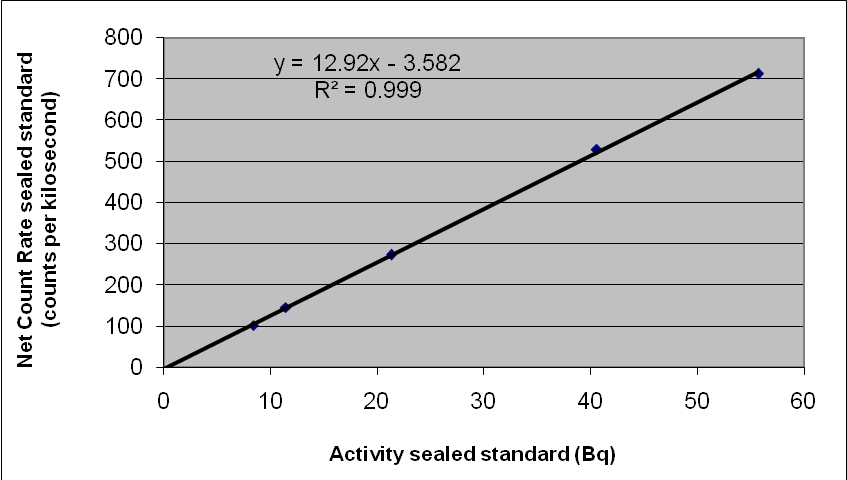 Net Count Rate sealed standard
(counts per kilosecond)
800
700
600
500
400
300
200
100
0
y = 12.92x - 3.582
R² = 0.999
0 10 20 30 40 50 60
Activity sealed standard (Bq)